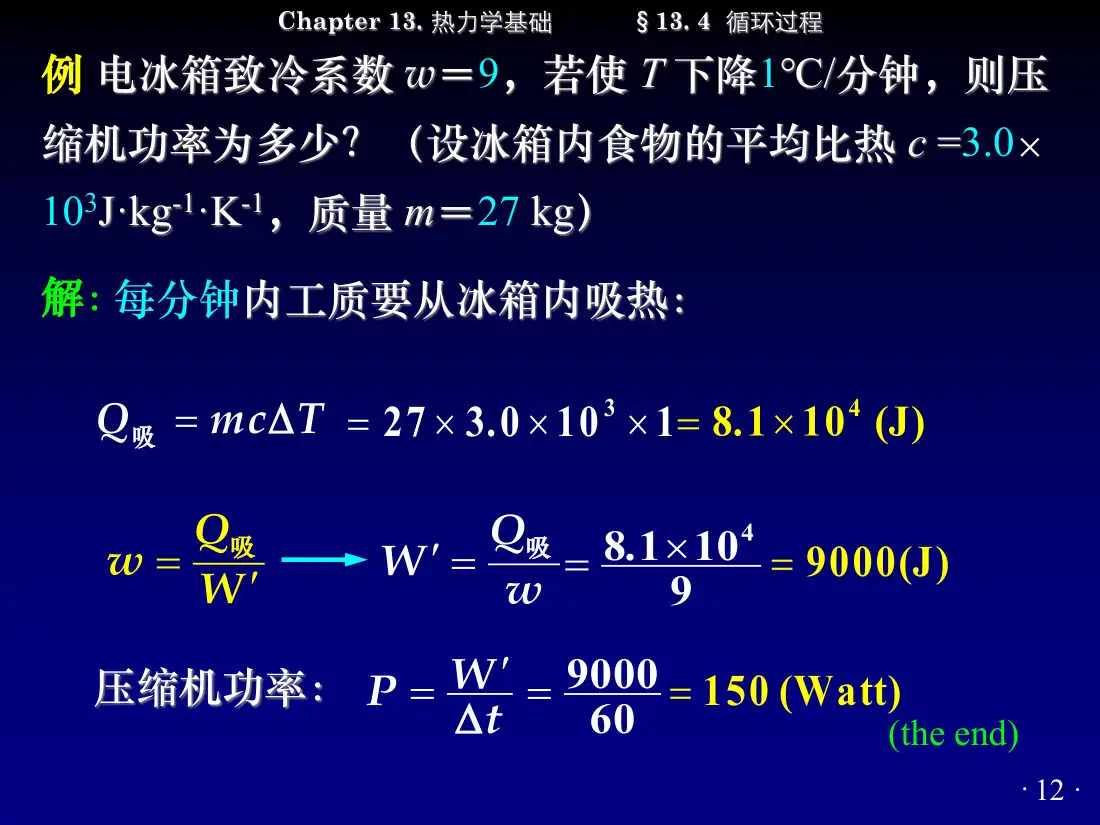 Chapter 13. 热力学基础 §13. 4 循环过程
例 电冰箱致冷系数 w＝9，若使 T 下降1℃/分钟，则压
缩机功率为多少？（设冰箱内食物的平均比热 c =3.0×
10³J·kg⁻¹·K⁻¹，质量 m＝27 kg）
解：每分钟内工质要从冰箱内吸热：
Q吸 = mcΔT = 27 × 3.0 × 10³ × 1 = 8.1 × 10⁴ (J)
w = Q吸/W′ → W′ = Q吸/w = 8.1×10⁴/9 = 9000(J)
压缩机功率： P = W′/Δt = 9000/60 = 150 (Watt)
(the end)
· 12 ·